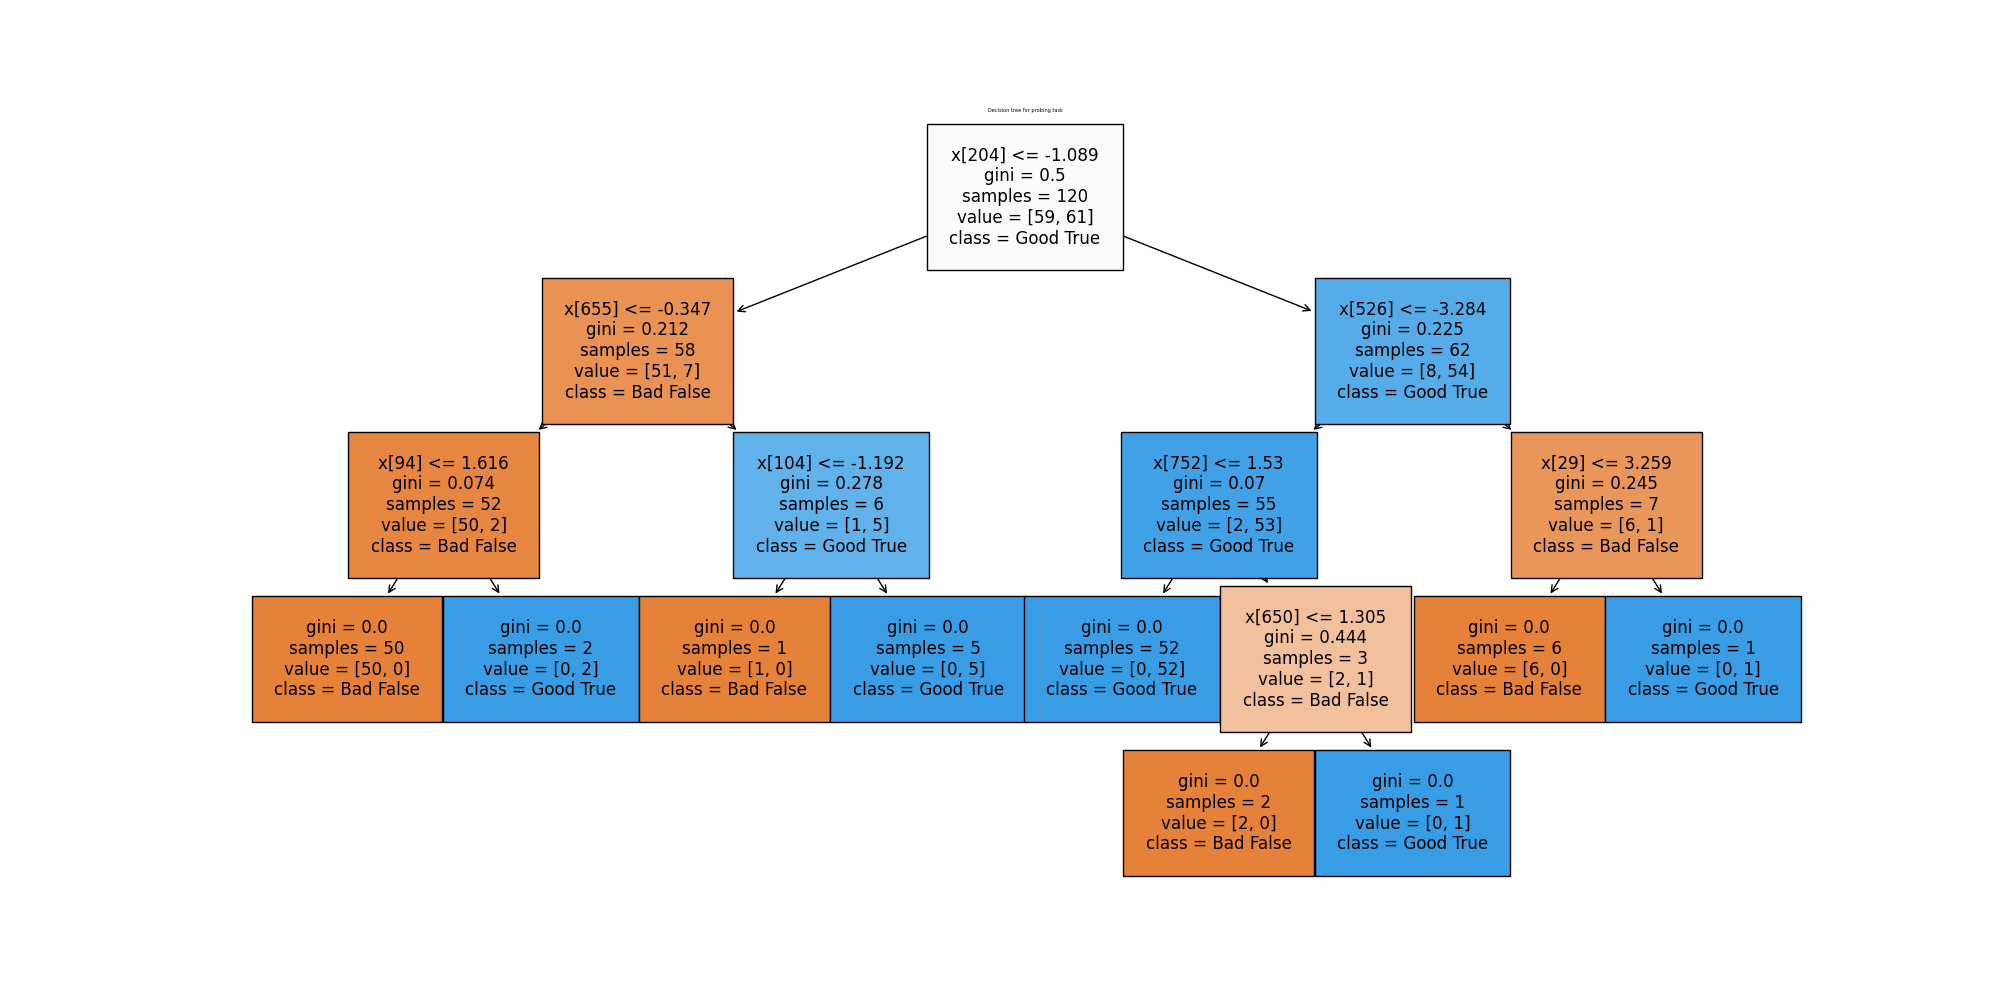 Decision tree for probing task
x[204] <= -1.089
gini = 0.5
samples = 120
value = [59, 61]
class = Good True
x[655] <= -0.347
gini = 0.212
samples = 58
value = [51, 7]
class = Bad False
x[526] <= -3.284
gini = 0.225
samples = 62
value = [8, 54]
class = Good True
x[94] <= 1.616
gini = 0.074
samples = 52
value = [50, 2]
class = Bad False
x[104] <= -1.192
gini = 0.278
samples = 6
value = [1, 5]
class = Good True
x[752] <= 1.53
gini = 0.07
samples = 55
value = [2, 53]
class = Good True
x[29] <= 3.259
gini = 0.245
samples = 7
value = [6, 1]
class = Bad False
gini = 0.0
samples = 50
value = [50, 0]
class = Bad False
gini = 0.0
samples = 2
value = [0, 2]
class = Good True
gini = 0.0
samples = 1
value = [1, 0]
class = Bad False
gini = 0.0
samples = 5
value = [0, 5]
class = Good True
gini = 0.0
samples = 52
value = [0, 52]
class = Good True
x[650] <= 1.305
gini = 0.444
samples = 3
value = [2, 1]
class = Bad False
gini = 0.0
samples = 6
value = [6, 0]
class = Bad False
gini = 0.0
samples = 1
value = [0, 1]
class = Good True
gini = 0.0
samples = 2
value = [2, 0]
class = Bad False
gini = 0.0
samples = 1
value = [0, 1]
class = Good True